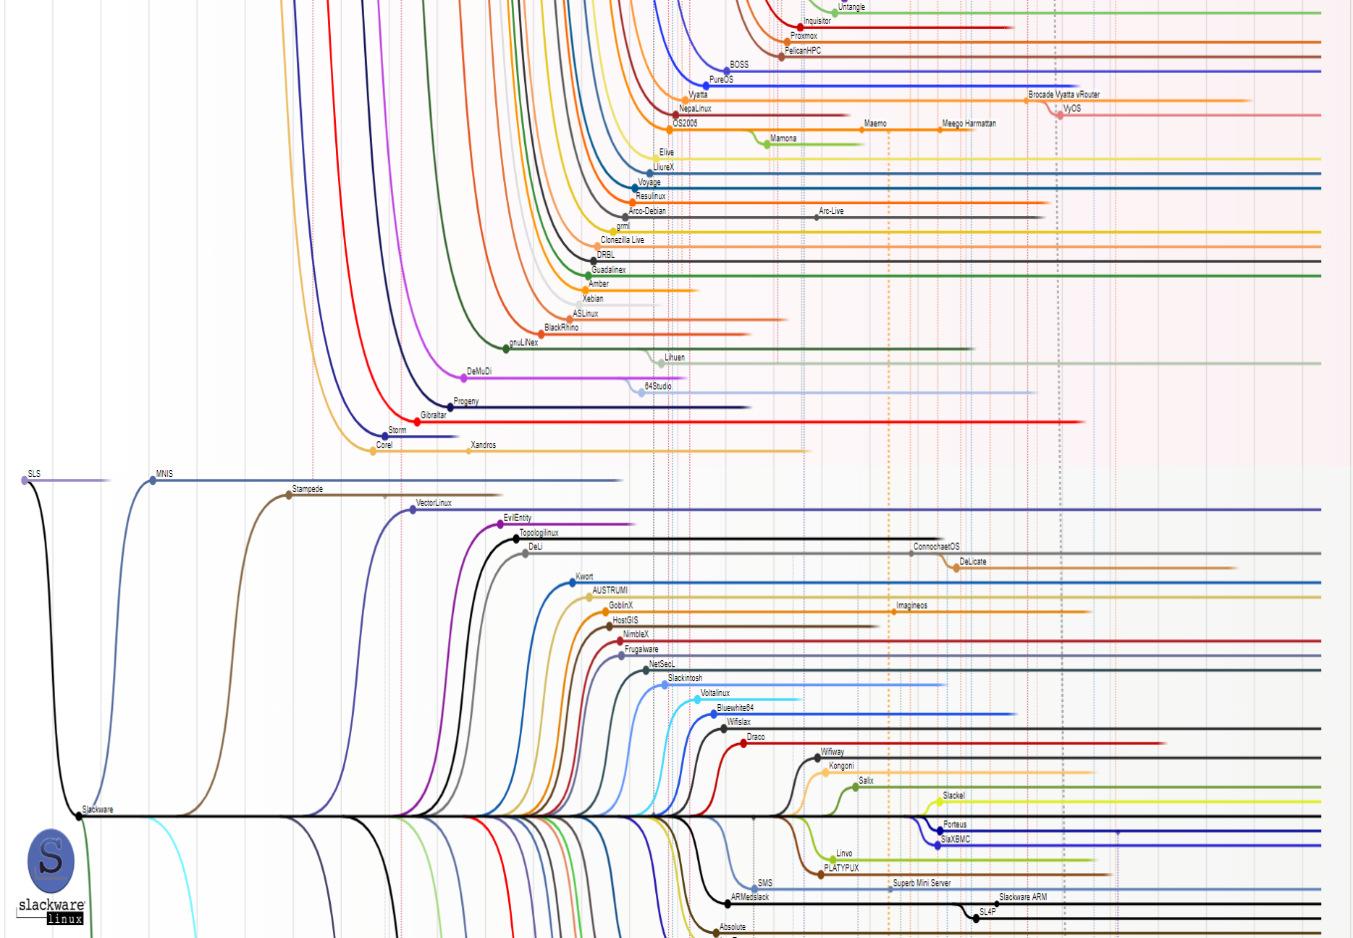 Untangle
Inquisitor
Proxmox
PelicanHPC
BOSS
PureOS
Vyatta
Brocade Vyatta vRouter
NepaLinux
VyOS
OS2005
Maemo
Meego Harmattan
Mamona
Elive
LliureX
Voyage
Resulinux
Arco-Debian
Arc-Live
grml
Clonezilla Live
DRBL
Guadalinex
Amber
Xebian
ASLinux
BlackRhino
gnuLiNex
Lihuen
DeMuDi
64Studio
Progeny
Gibraltar
Storm
Corel
Xandros
SLS
MNIS
Stampede
VectorLinux
EvilEntity
Topologilinux
DeLi
ConnochaetOS
DeLicate
Kwort
AUSTRUMI
GoblinX
Imagineos
HostGIS
NimbleX
Frugalware
NetSecL
Slackintosh
Voltalinux
Bluewhite64
Wifislax
Draco
Wifiway
Kongoni
Salix
Slackel
Slackware
Porteus
SlaXBMC
Linvo
PLATYPUX
SMS
Superb Mini Server
ARMedslack
Slackware ARM
SL4P
Absolute
S
slackware
linux